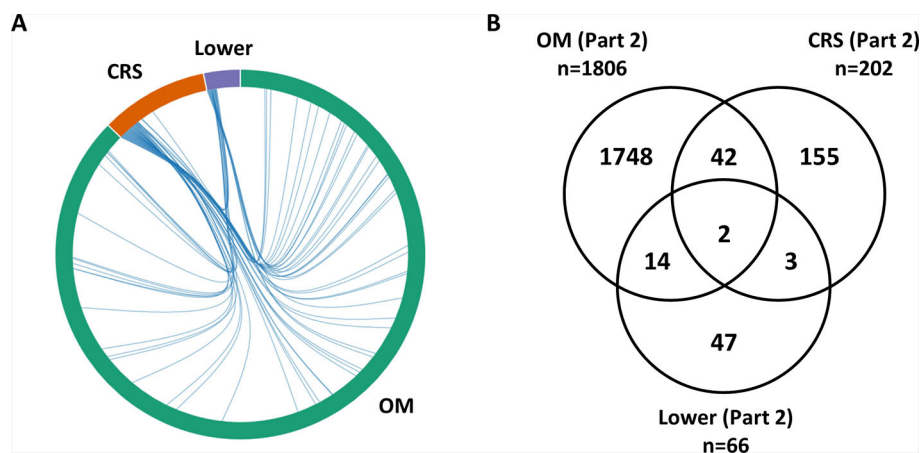 A
Lower
CRS
OM
B
OM (Part 2)
n=1806
CRS (Part 2)
n=202
1748
42
155
2
14
3
47
Lower (Part 2)
n=66